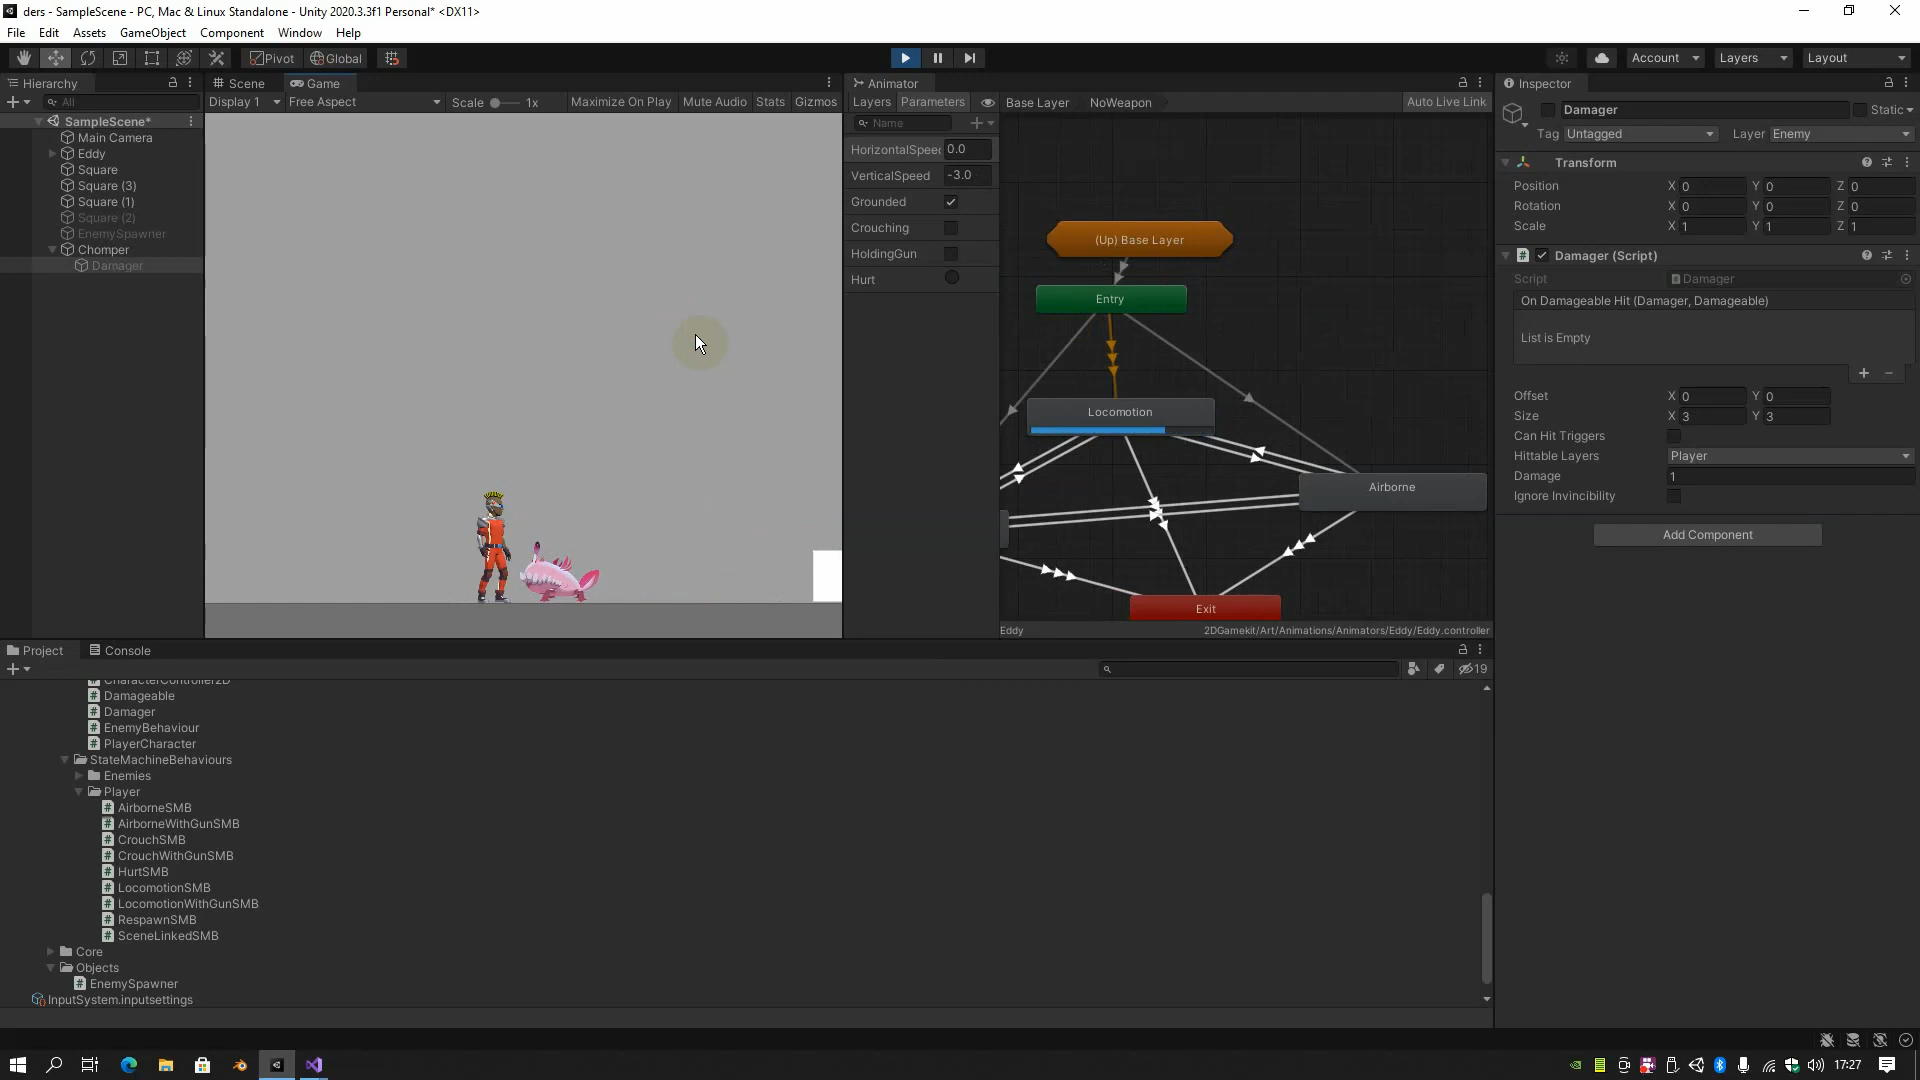 ders - SampleScene - PC, Mac & Linux Standalone - Unity 2020.3.3f1 Personal* <DX11>
File Edit Assets GameObject Component Window Help
Pivot Global Account Layers Layout
Hierarchy Scene Game Animator Inspector
All Display 1 Free Aspect Scale 1x Maximize On Play Mute Audio Stats Gizmos Layers Parameters Base Layer NoWeapon Auto Live Link
SampleScene*
Main Camera
Eddy
Square
Square (3)
Square (1)
Square (2)
EnemySpawner
Chomper
Damager
Name
HorizontalSpeed 0.0
VerticalSpeed -3.0
Grounded
Crouching
HoldingGun
Hurt
(Up) Base Layer
Entry
Locomotion
Airborne
Exit
Eddy 2DGamekit/Art/Animations/Animators/Eddy/Eddy.controller
Damager Static
Tag Untagged Layer Enemy
Transform
Position X 0 Y 0 Z 0
Rotation X 0 Y 0 Z 0
Scale X 1 Y 1 Z 1
Damager (Script)
Script Damager
On Damageable Hit (Damager, Damageable)
List is Empty
Offset X 0 Y 0
Size X 3 Y 3
Can Hit Triggers
Hittable Layers Player
Damage 1
Ignore Invincibility
Add Component
Project Console
19
CharacterController2D
Damageable
Damager
EnemyBehaviour
PlayerCharacter
StateMachineBehaviours
Enemies
Player
AirborneSMB
AirborneWithGunSMB
CrouchSMB
CrouchWithGunSMB
HurtSMB
LocomotionSMB
LocomotionWithGunSMB
RespawnSMB
SceneLinkedSMB
Core
Objects
EnemySpawner
InputSystem.inputsettings
17:27